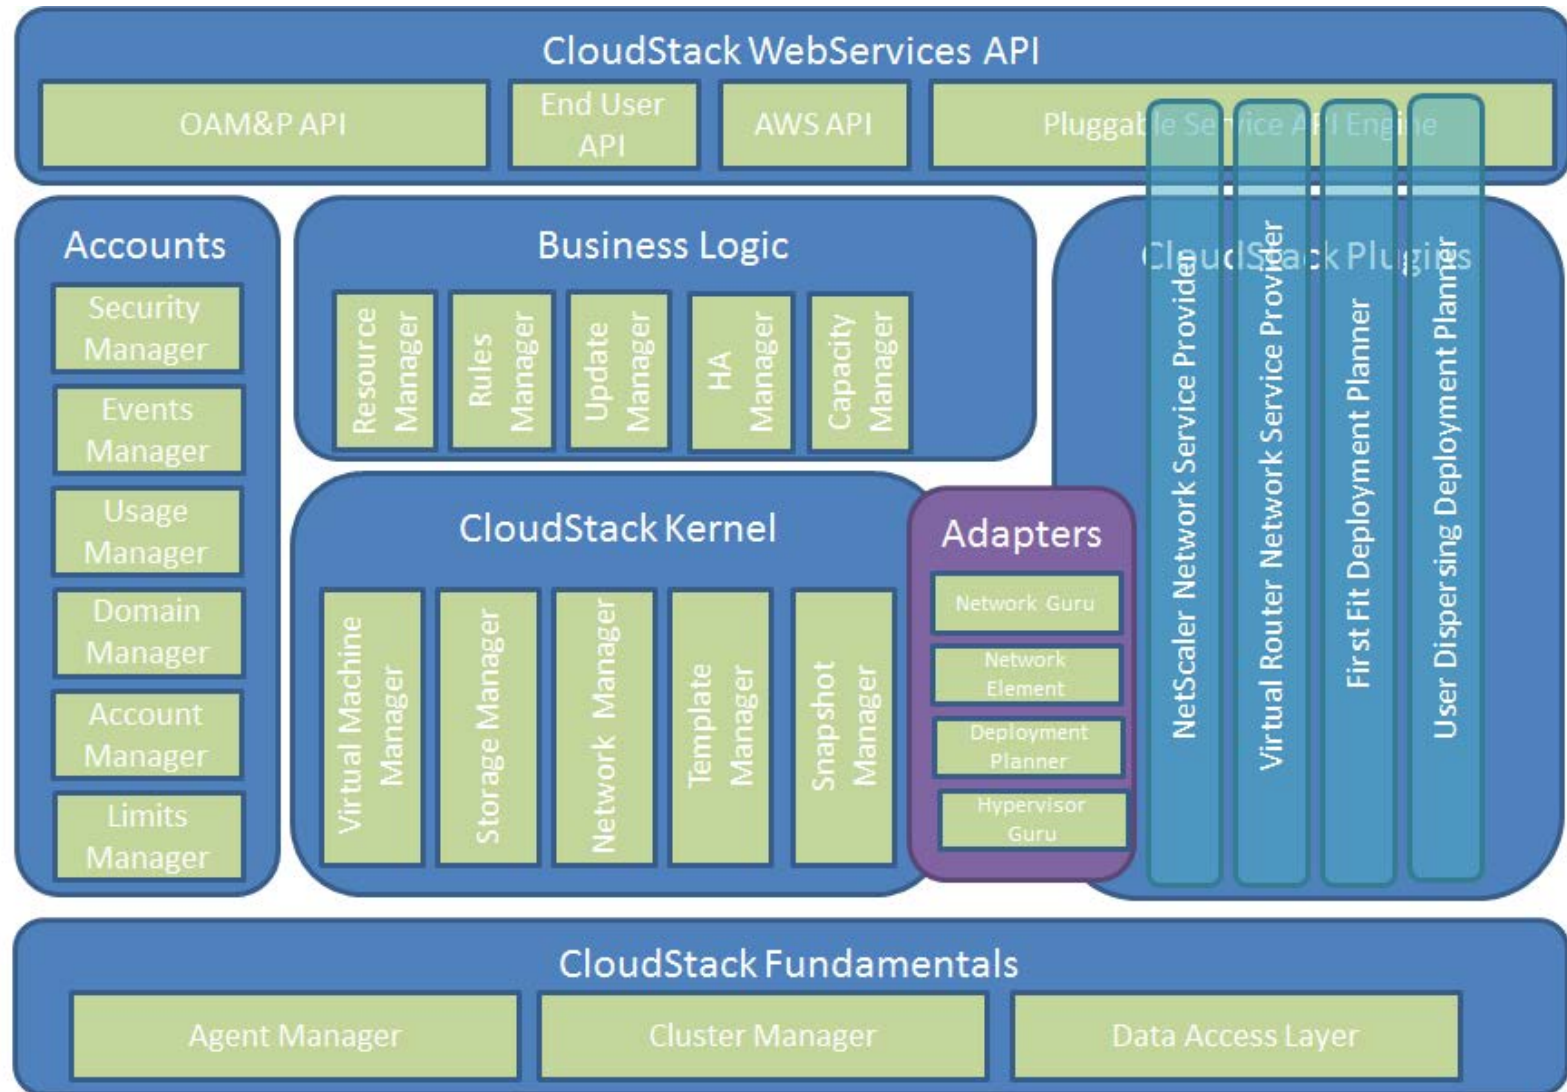 CloudStack WebServices API
OAM&P API
End User
API
AWS API
Pluggable Service API Engine
Accounts
Security
Manager
Events
Manager
Usage
Manager
Domain
Manager
Account
Manager
Limits
Manager
Business Logic
Resource
Manager
Rules
Manager
Update
Manager
HA
Manager
Capacity
Manager
CloudStack Kernel
Virtual Machine
Manager
Storage Manager
Network Manager
Template
Manager
Snapshot
Manager
Adapters
Network Guru
Network
Element
Deployment
Planner
Hypervisor
Guru
CloudStack Plugins
NetScaler Network Service Provider
Virtual Router Network Service Provider
First Fit Deployment Planner
User Dispersing Deployment Planner
CloudStack Fundamentals
Agent Manager
Cluster Manager
Data Access Layer